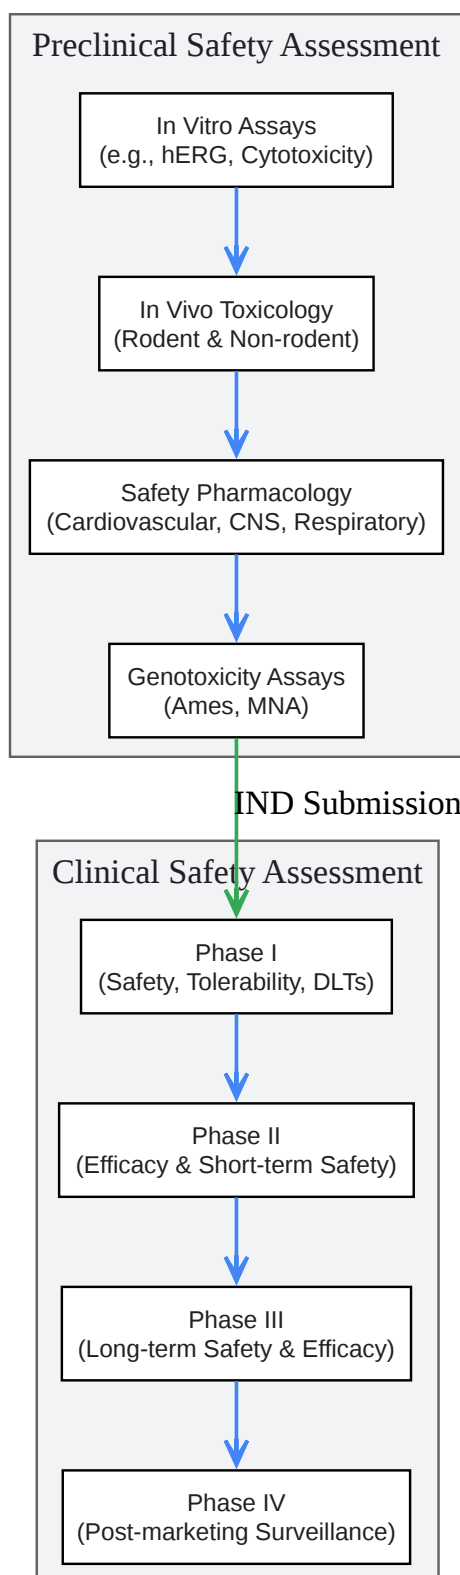 Preclinical Safety Assessment
In Vitro Assays
(e.g., hERG, Cytotoxicity)
In Vivo Toxicology
(Rodent & Non-rodent)
Safety Pharmacology
(Cardiovascular, CNS, Respiratory)
Genotoxicity Assays
(Ames, MNA)
IND Submission
Clinical Safety Assessment
Phase I
(Safety, Tolerability, DLTs)
Phase II
(Efficacy & Short-term Safety)
Phase III
(Long-term Safety & Efficacy)
Phase IV
(Post-marketing Surveillance)